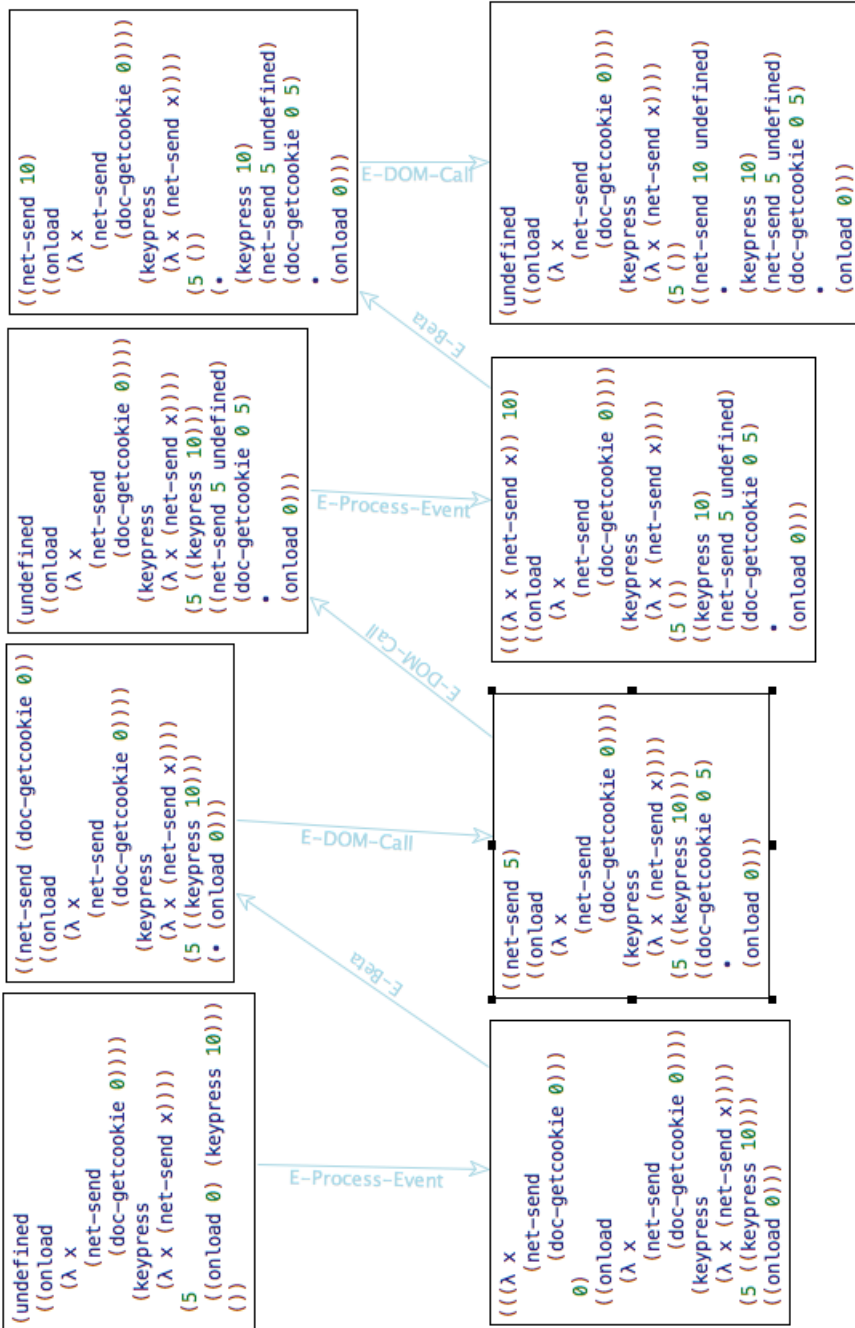 (undefined
((onload
(λ x
(net-send
(doc-getcookie 0))))
(keypress
(λ x (net-send x))))
(5
((onload 0) (keypress 10)))
())
E-Process-Event
(((λ x
(net-send
(doc-getcookie 0)))
0)
((onload
(λ x
(net-send
(doc-getcookie 0))))
(keypress
(λ x (net-send x))))
(5 ((keypress 10)))
((onload 0)))
E-Beta
((net-send (doc-getcookie 0))
((onload
(λ x
(net-send
(doc-getcookie 0))))
(keypress
(λ x (net-send x))))
(5 ((keypress 10)))
(• (onload 0)))
E-DOM-Call
((net-send 5)
((onload
(λ x
(net-send
(doc-getcookie 0))))
(keypress
(λ x (net-send x))))
(5 ((keypress 10)))
((doc-getcookie 0 5)
•
(onload 0)))
E-DOM-Call
(undefined
((onload
(λ x
(net-send
(doc-getcookie 0))))
(keypress
(λ x (net-send x))))
(5 ((keypress 10)))
((net-send 5 undefined)
(doc-getcookie 0 5)
•
(onload 0)))
E-Process-Event
(((λ x (net-send x)) 10)
((onload
(λ x
(net-send
(doc-getcookie 0))))
(keypress
(λ x (net-send x))))
(5 ())
((keypress 10)
(net-send 5 undefined)
(doc-getcookie 0 5)
•
(onload 0)))
E-Beta
((net-send 10)
((onload
(λ x
(net-send
(doc-getcookie 0))))
(keypress
(λ x (net-send x))))
(5 ())
(•
(keypress 10)
(net-send 5 undefined)
(doc-getcookie 0 5)
•
(onload 0)))
E-DOM-Call
(undefined
((onload
(λ x
(net-send
(doc-getcookie 0))))
(keypress
(λ x (net-send x))))
(5 ())
((net-send 10 undefined)
•
(keypress 10)
(net-send 5 undefined)
(doc-getcookie 0 5)
•
(onload 0)))